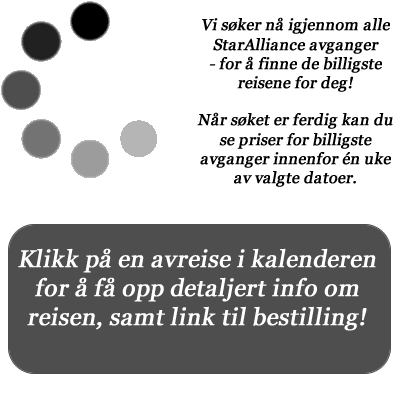 Vi søker nå igjennom alle
StarAlliance avganger
- for å finne de billigste
reisene for deg!
Når søket er ferdig kan du
se priser for billigste
avganger innenfor én uke
av valgte datoer.
Klikk på en avreise i kalenderen
for å få opp detaljert info om
reisen, samt link til bestilling!